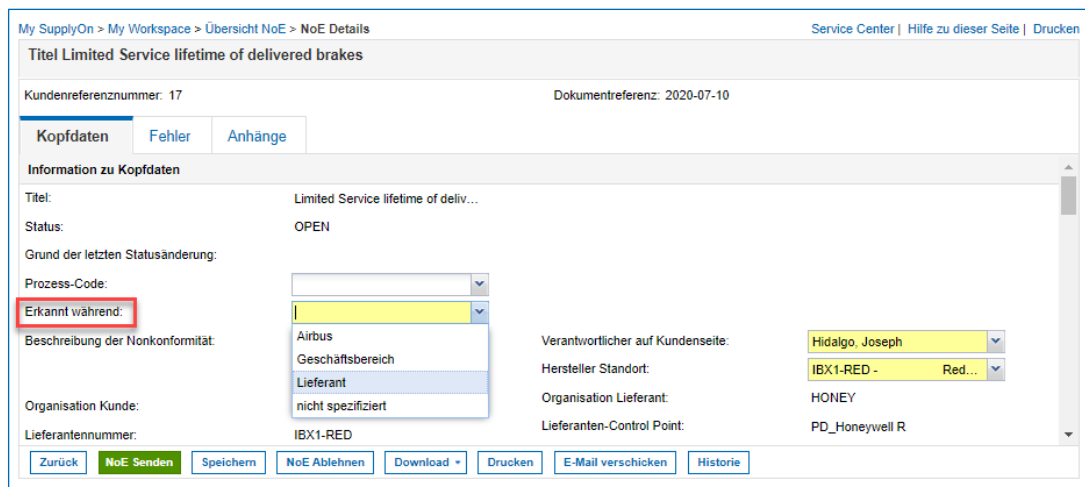 My SupplyOn > My Workspace > Übersicht NoE > NoE Details
Service Center | Hilfe zu dieser Seite | Drucken
Titel Limited Service lifetime of delivered brakes
Kundenreferenznummer: 17
Dokumentreferenz: 2020-07-10
Kopfdaten Fehler Anhänge
Information zu Kopfdaten
Titel: Limited Service lifetime of deliv...
Status: OPEN
Grund der letzten Statusänderung:
Prozess-Code:
Erkannt während:
Airbus
Geschäftsbereich
Lieferant
nicht spezifiziert
Beschreibung der Nonkonformität:
Verantwortlicher auf Kundenseite: Hidalgo, Joseph
Hersteller Standort: IBX1-RED - Red...
Organisation Kunde:
Organisation Lieferant: HONEY
Lieferantennummer: IBX1-RED
Lieferanten-Control Point: PD_Honeywell R
Zurück NoE Senden Speichern NoE Ablehnen Download Drucken E-Mail verschicken Historie